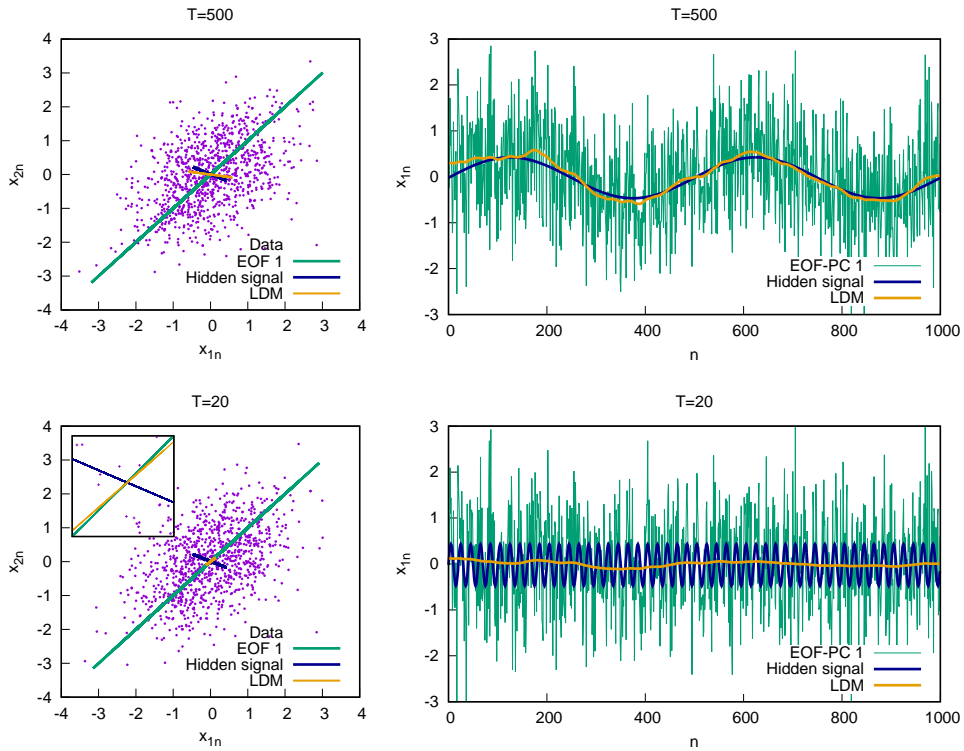 T=500
4
3
2
1
0
-1
-2
-3
-4
x2n
Data
EOF 1
Hidden signal
LDM
-4 -3 -2 -1 0 1 2 3 4
x1n
T=500
3
2
1
0
-1
-2
-3
x1n
EOF-PC 1
Hidden signal
LDM
0 200 400 600 800 1000
n
T=20
4
3
2
1
0
-1
-2
-3
-4
x2n
Data
EOF 1
Hidden signal
LDM
-4 -3 -2 -1 0 1 2 3 4
x1n
T=20
3
2
1
0
-1
-2
-3
x1n
EOF-PC 1
Hidden signal
LDM
0 200 400 600 800 1000
n